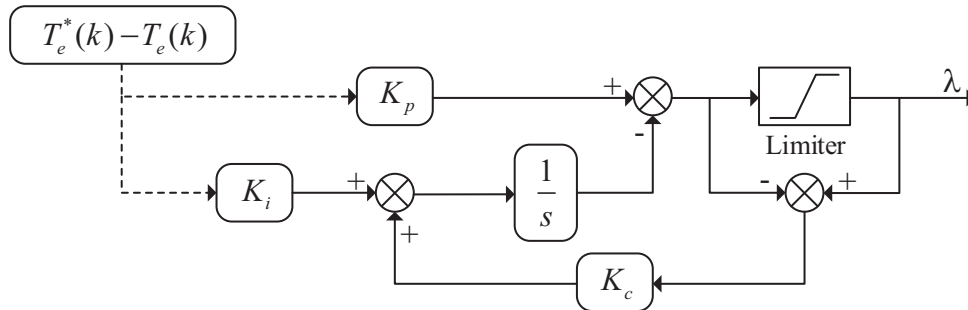 T_e^*(k) − T_e(k)
K_p
+
-
λ
Limiter
K_i
+
1/s
-
+
+
K_c